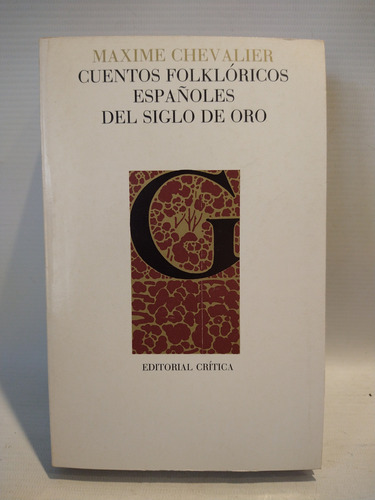 MAXIME CHEVALIER
CUENTOS FOLKLÓRICOS
ESPAÑOLES
DEL SIGLO DE ORO
G
EDITORIAL CRÍTICA